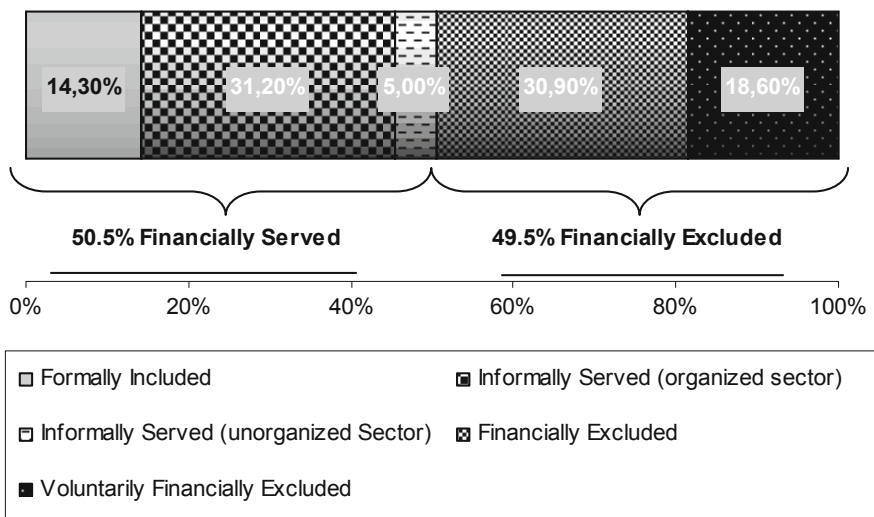 14,30% 31,20% 5,00% 30,90% 18,60%
50.5% Financially Served 49.5% Financially Excluded
0% 20% 40% 60% 80% 100%
Formally Included Informally Served (organized sector)
Informally Served (unorganized Sector) Financially Excluded
Voluntarily Financially Excluded